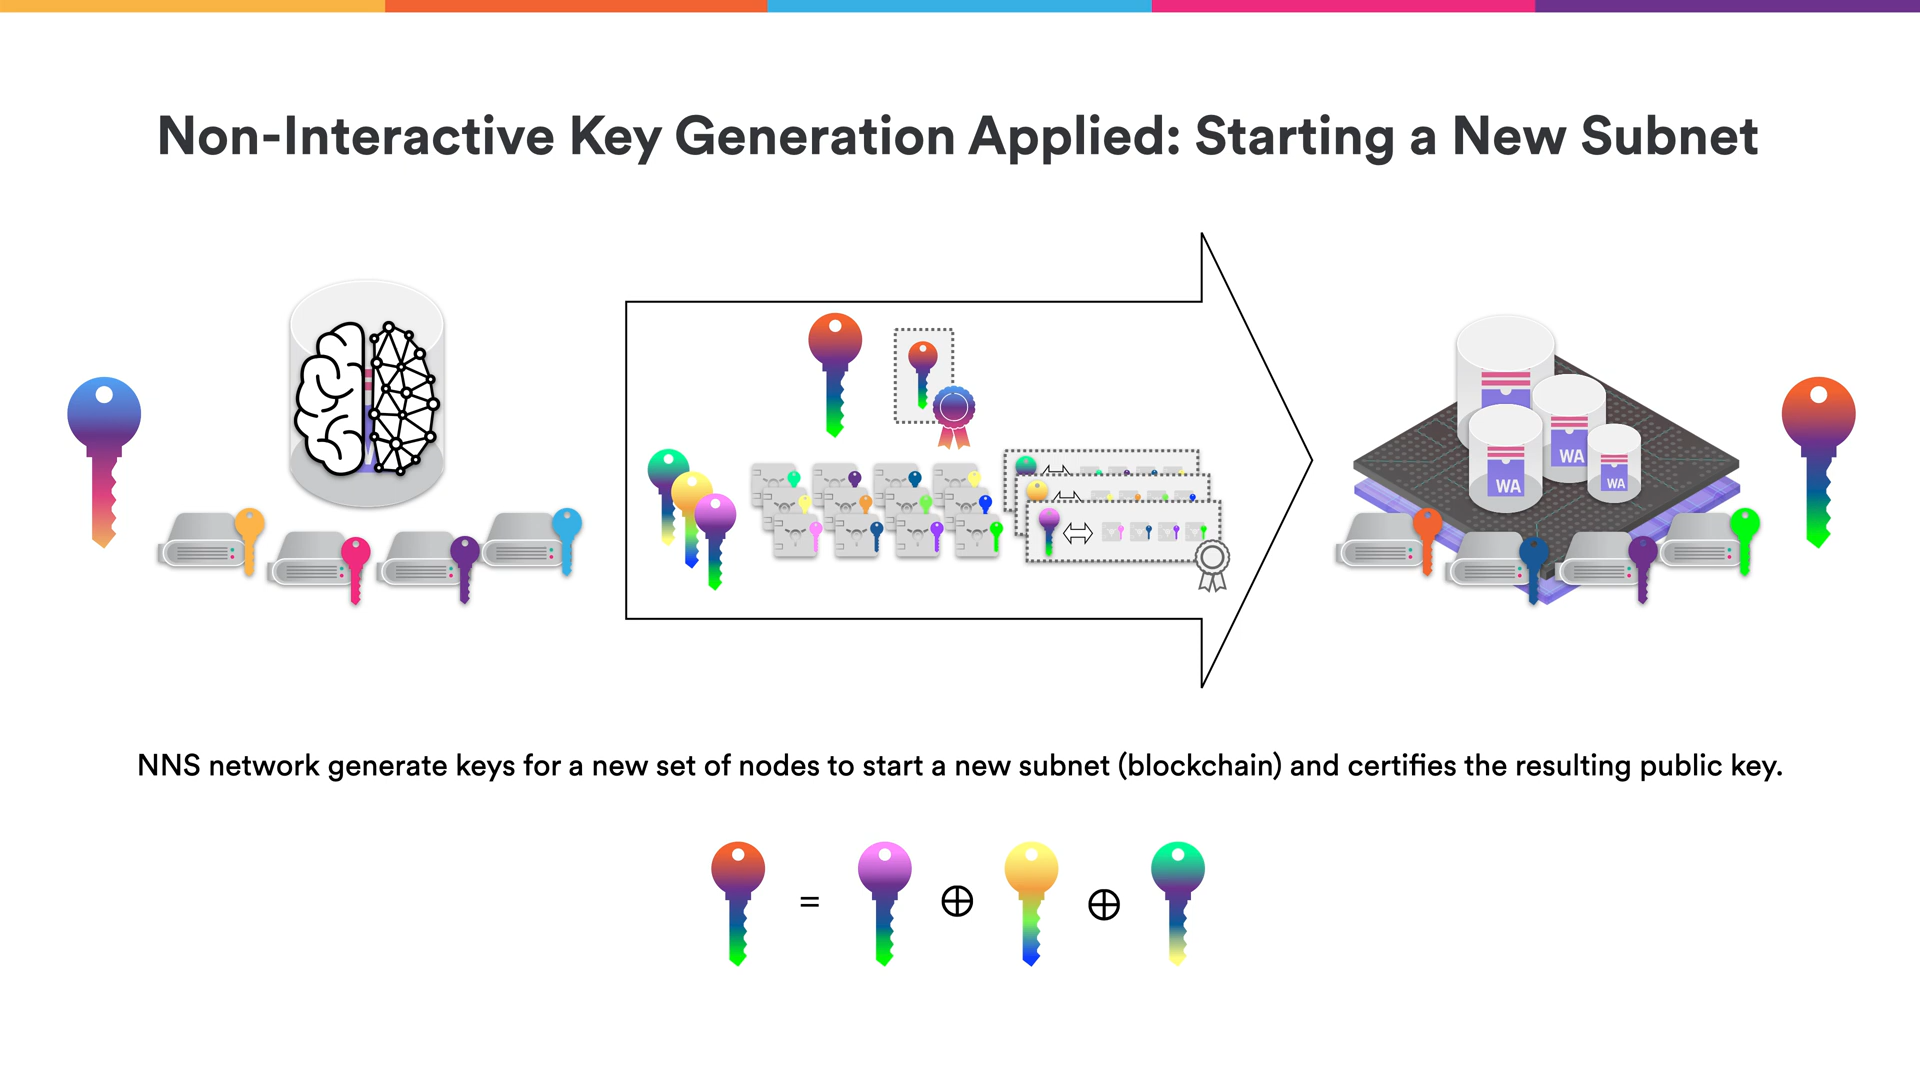 Non-Interactive Key Generation Applied: Starting a New Subnet
WA
WA
WA
NNS network generate keys for a new set of nodes to start a new subnet (blockchain) and certifies the resulting public key.
=